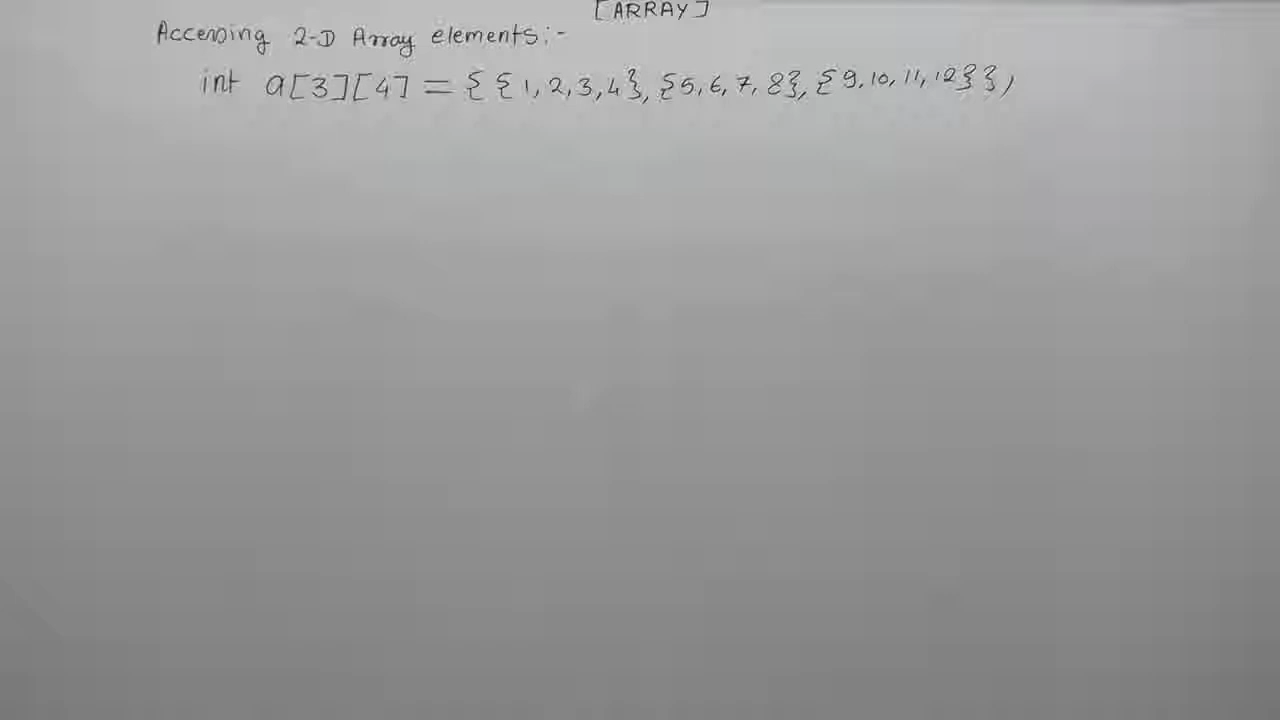 [ARRAY]
Accessing 2-D Array elements:-
int a[3][4] = {{1,2,3,4}, {5,6,7,8}, {9,10,11,12}};